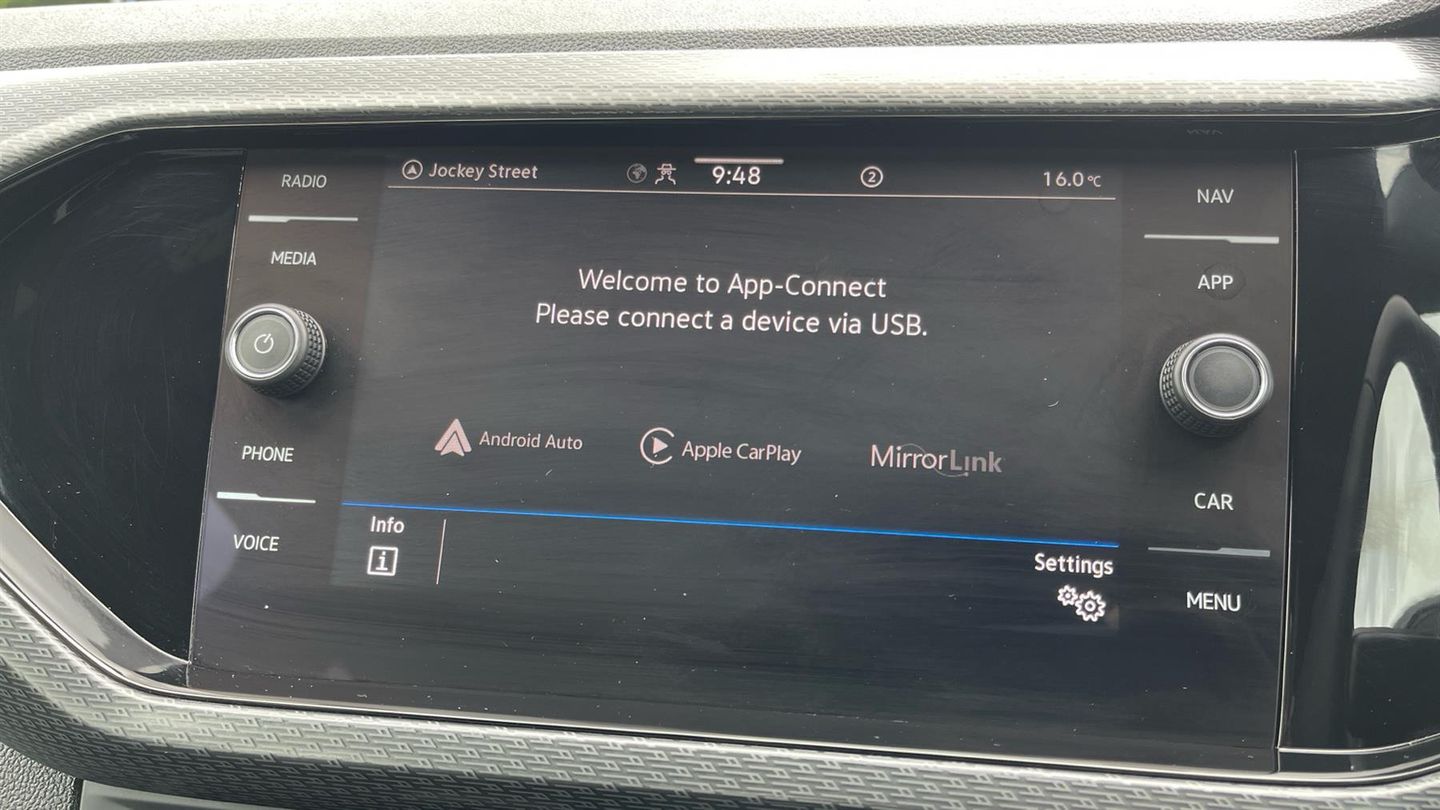 RADIO
MEDIA
PHONE
VOICE
Jockey Street
9:48
2
16.0°C
Welcome to App-Connect
Please connect a device via USB.
Android Auto
Apple CarPlay
MirrorLink
Info
i
Settings
NAV
APP
CAR
MENU